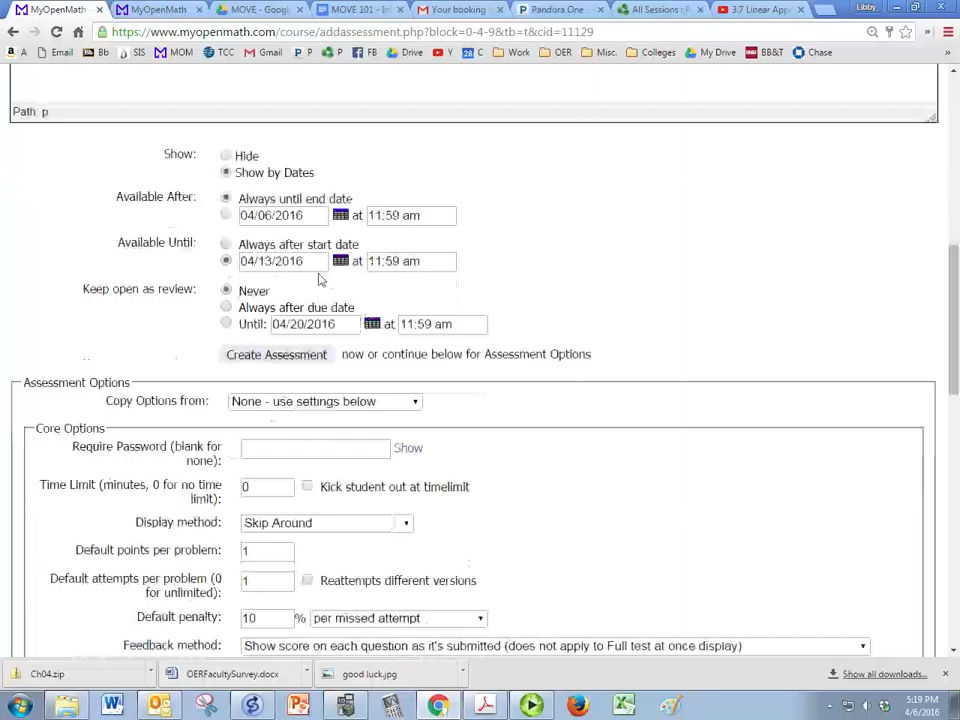 MyOpenMath
MyOpenMath
MOVE - Google
MOVE 101 – In
Your booking
Pandora One
All Sessions
3.7 Linear App
Libby
https://www.myopenmath.com/course/addassessment.php?block=0-4-9&tb=t&cid=11129
A Email Bb SIS MOM TCC Gmail P P Drive Y C Work OER Misc. Colleges My Drive BB&T Chase
Path: p
Show: Hide
Show by Dates
Available After: Always until end date
04/06/2016 at 11:59 am
Available Until: Always after start date
04/13/2016 at 11:59 am
Keep open as review: Never
Always after due date
Until: 04/20/2016 at 11:59 am
Create Assessment now or continue below for Assessment Options
Assessment Options
Copy Options from: None - use settings below
Core Options
Require Password (blank for
none): Show
Time Limit (minutes, 0 for no time
limit): 0 Kick student out at timelimit
Display method: Skip Around
Default points per problem: 1
Default attempts per problem (0
for unlimited): 1 Reattempts different versions
Default penalty: 10 % per missed attempt
Feedback method: Show score on each question as it's submitted (does not apply to Full test at once display)
Ch04.zip OERFacultySurvey.docx good luck.jpg Show all downloads...
5:19 PM
4/6/2016